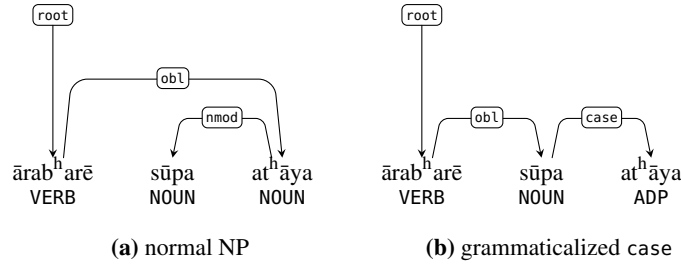 root root
obl obl case
nmod
ārabʰarē sūpa atʰāya ārabʰarē sūpa atʰāya
VERB NOUN NOUN VERB NOUN ADP
(a) normal NP (b) grammaticalized case